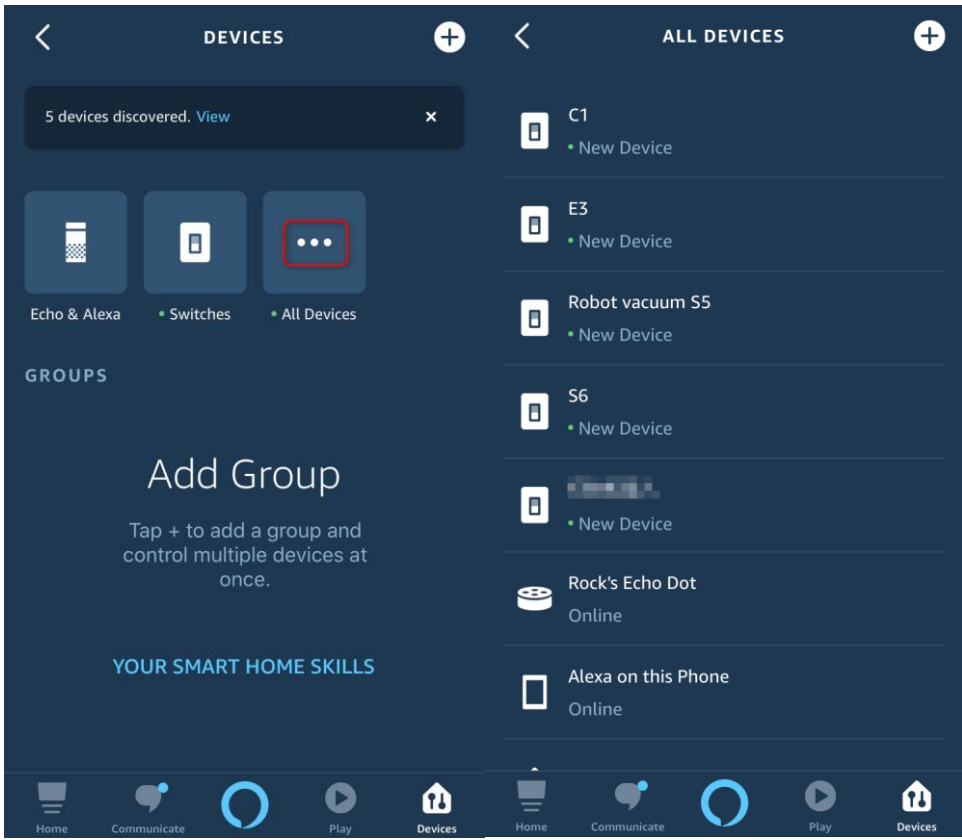 DEVICES
5 devices discovered. View
Echo & Alexa
• Switches
• All Devices
GROUPS
Add Group
Tap + to add a group and
control multiple devices at
once.
YOUR SMART HOME SKILLS
Home
Communicate
Play
Devices
ALL DEVICES
C1
• New Device
E3
• New Device
Robot vacuum S5
• New Device
S6
• New Device
• New Device
Rock's Echo Dot
Online
Alexa on this Phone
Online
Home
Communicate
Play
Devices